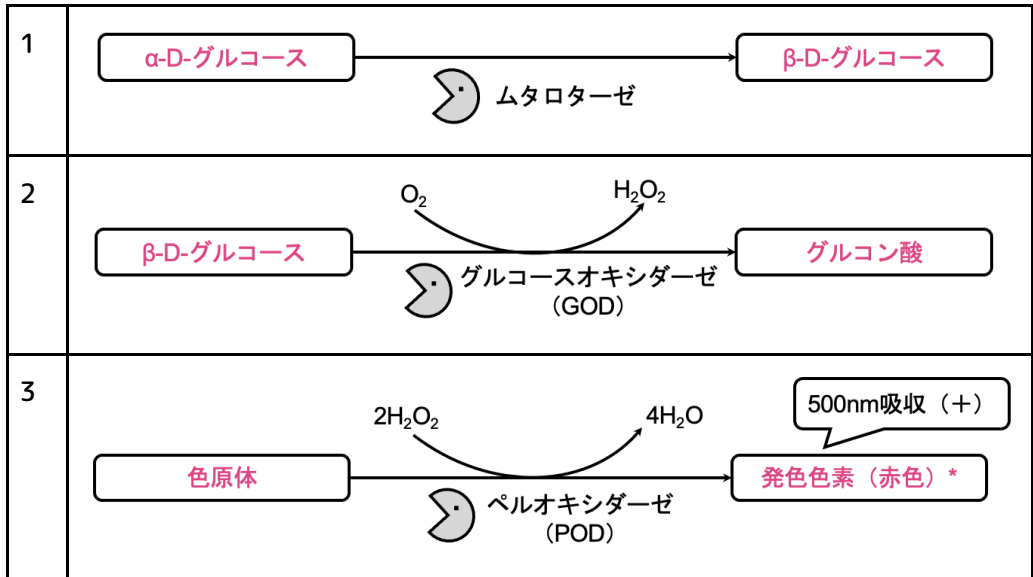 1
α-D-グルコース
β-D-グルコース
ムタロターゼ
2
O₂
H₂O₂
β-D-グルコース
グルコン酸
グルコースオキシダーゼ
（GOD）
3
500nm吸収（＋）
2H₂O₂
4H₂O
色原体
発色色素（赤色）*
ペルオキシダーゼ
（POD）